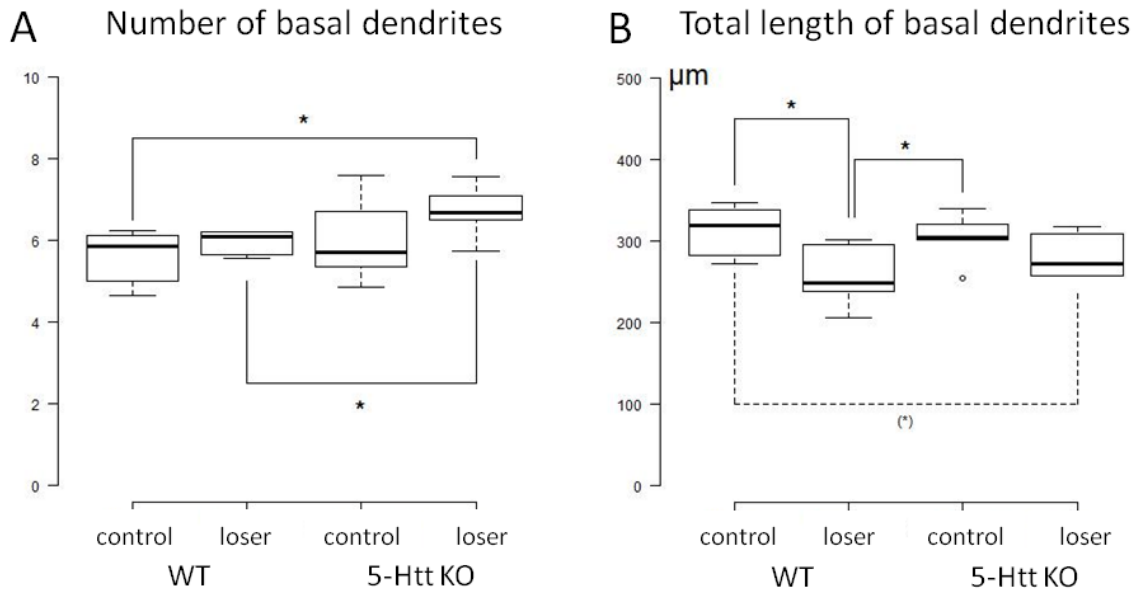 A Number of basal dendrites
10
8
6
4
2
0
*
*
control loser control loser
WT 5-Htt KO
B Total length of basal dendrites
µm
500
400
300
200
100
0
*
*
(*)
control loser control loser
WT 5-Htt KO